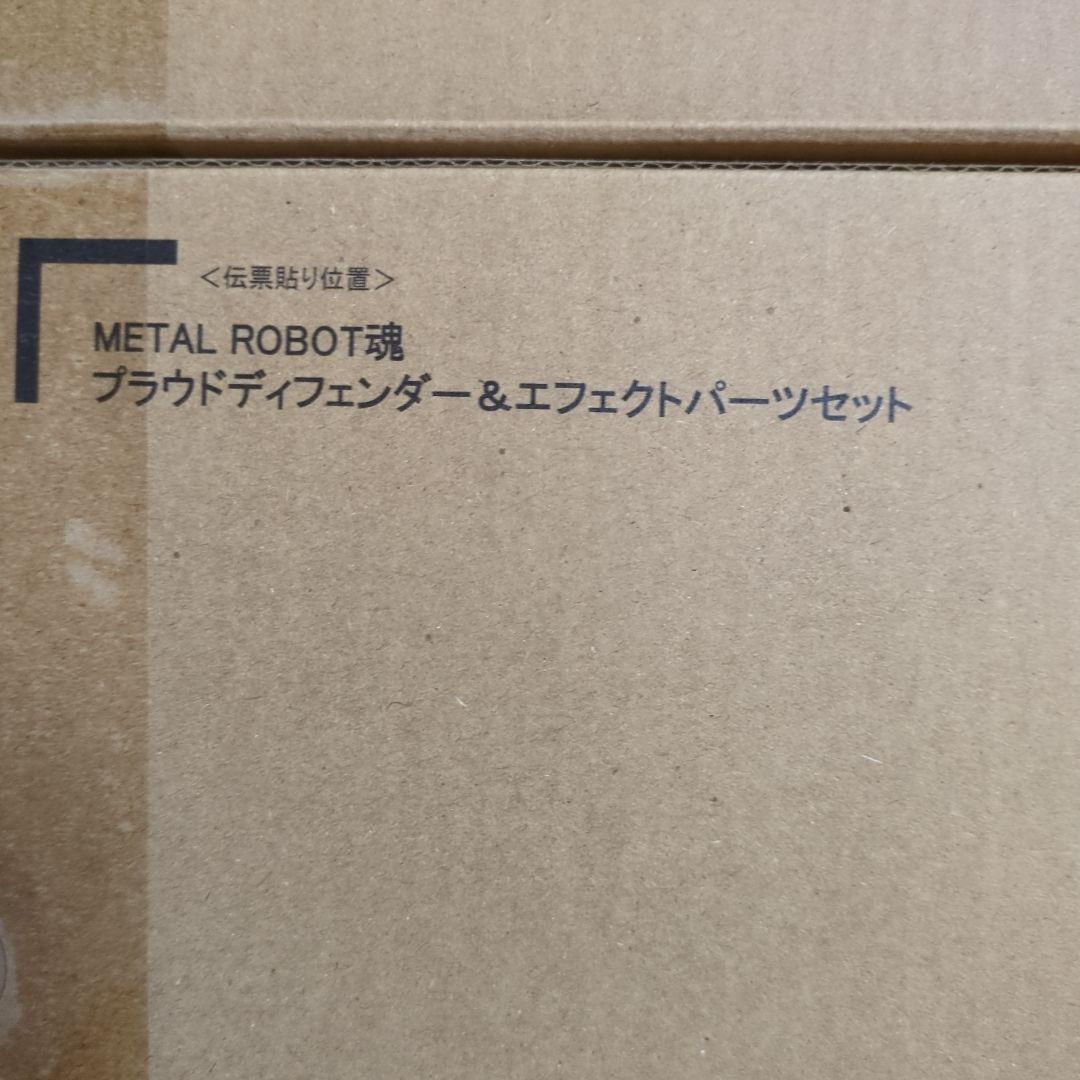 ＜伝票貼り位置＞
METAL ROBOT魂
プラウドディフェンダー＆エフェクトパーツセット